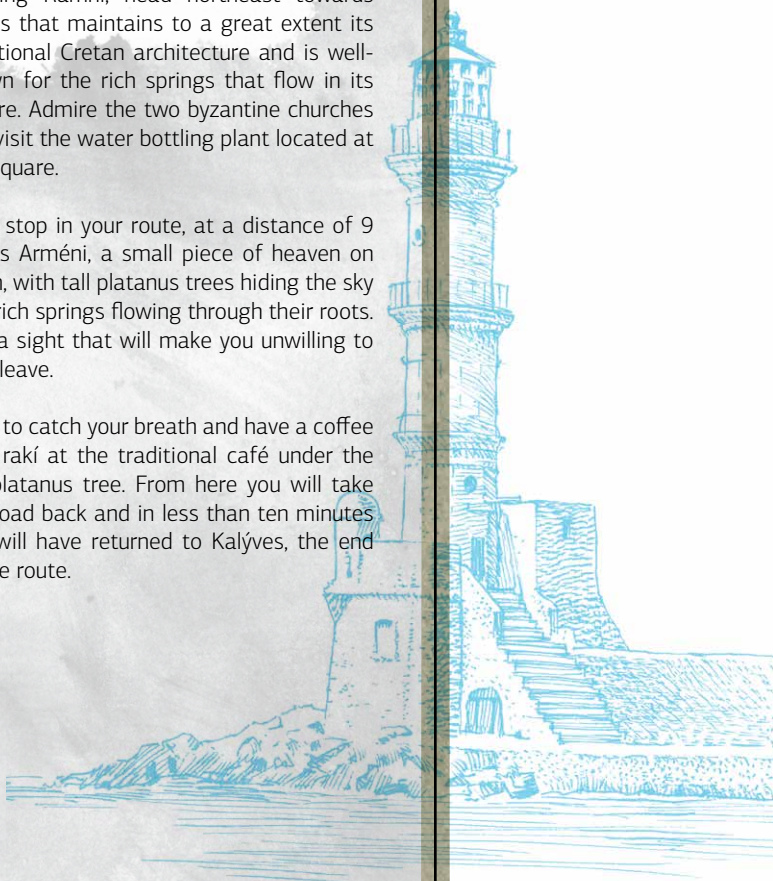 Ramni, head northeast towards
s that maintains to a great extent its
tional Cretan architecture and is well-
n for the rich springs that flow in its
re. Admire the two byzantine churches
visit the water bottling plant located at
quare.
stop in your route, at a distance of 9
s Arméni, a small piece of heaven on
, with tall platanus trees hiding the sky
rich springs flowing through their roots.
a sight that will make you unwilling to
leave.
to catch your breath and have a coffee
rakí at the traditional café under the
platanus tree. From here you will take
oad back and in less than ten minutes
will have returned to Kalýves, the end
e route.